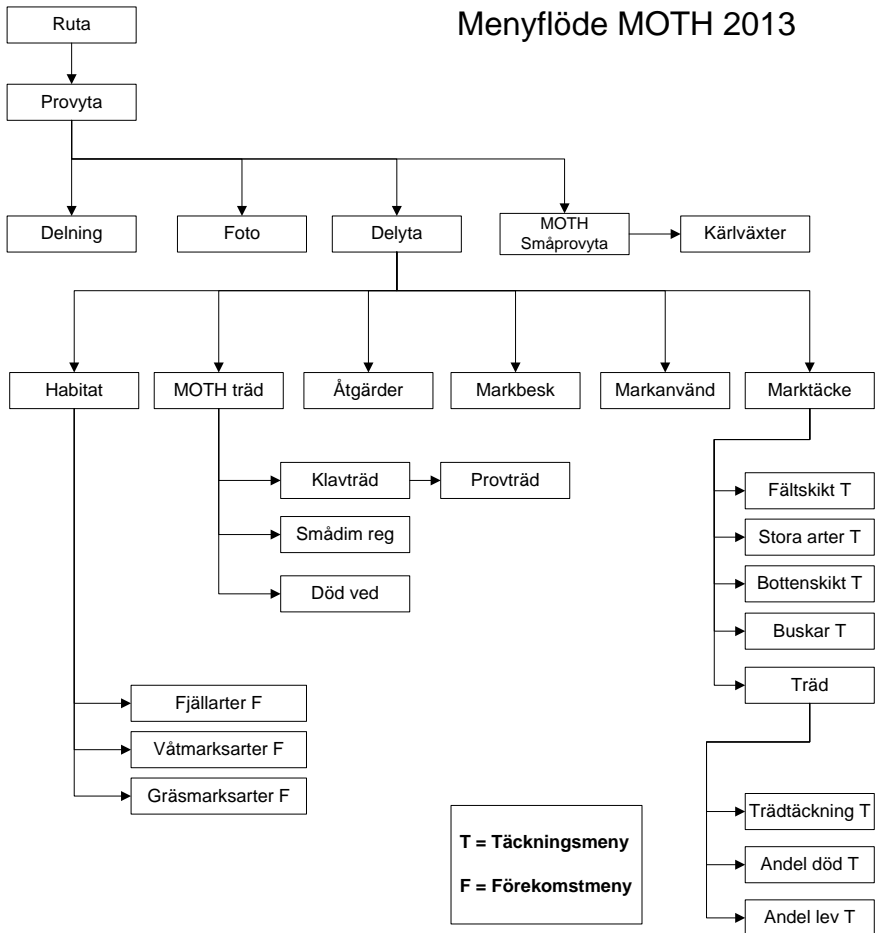 Menyflöde MOTH 2013
Ruta
Provyta
Delning
Foto
Delyta
MOTH
Småprovyta
Kärlväxter
Habitat
MOTH träd
Åtgärder
Markbesk
Markanvänd
Marktäcke
Klavträd
Provträd
Smådim reg
Död ved
Fältskikt T
Stora arter T
Bottenskikt T
Buskar T
Träd
Fjällarter F
Våtmarksarter F
Gräsmarksarter F
Trädtäckning T
Andel död T
Andel lev T
T = Täckningsmeny
F = Förekomstmeny